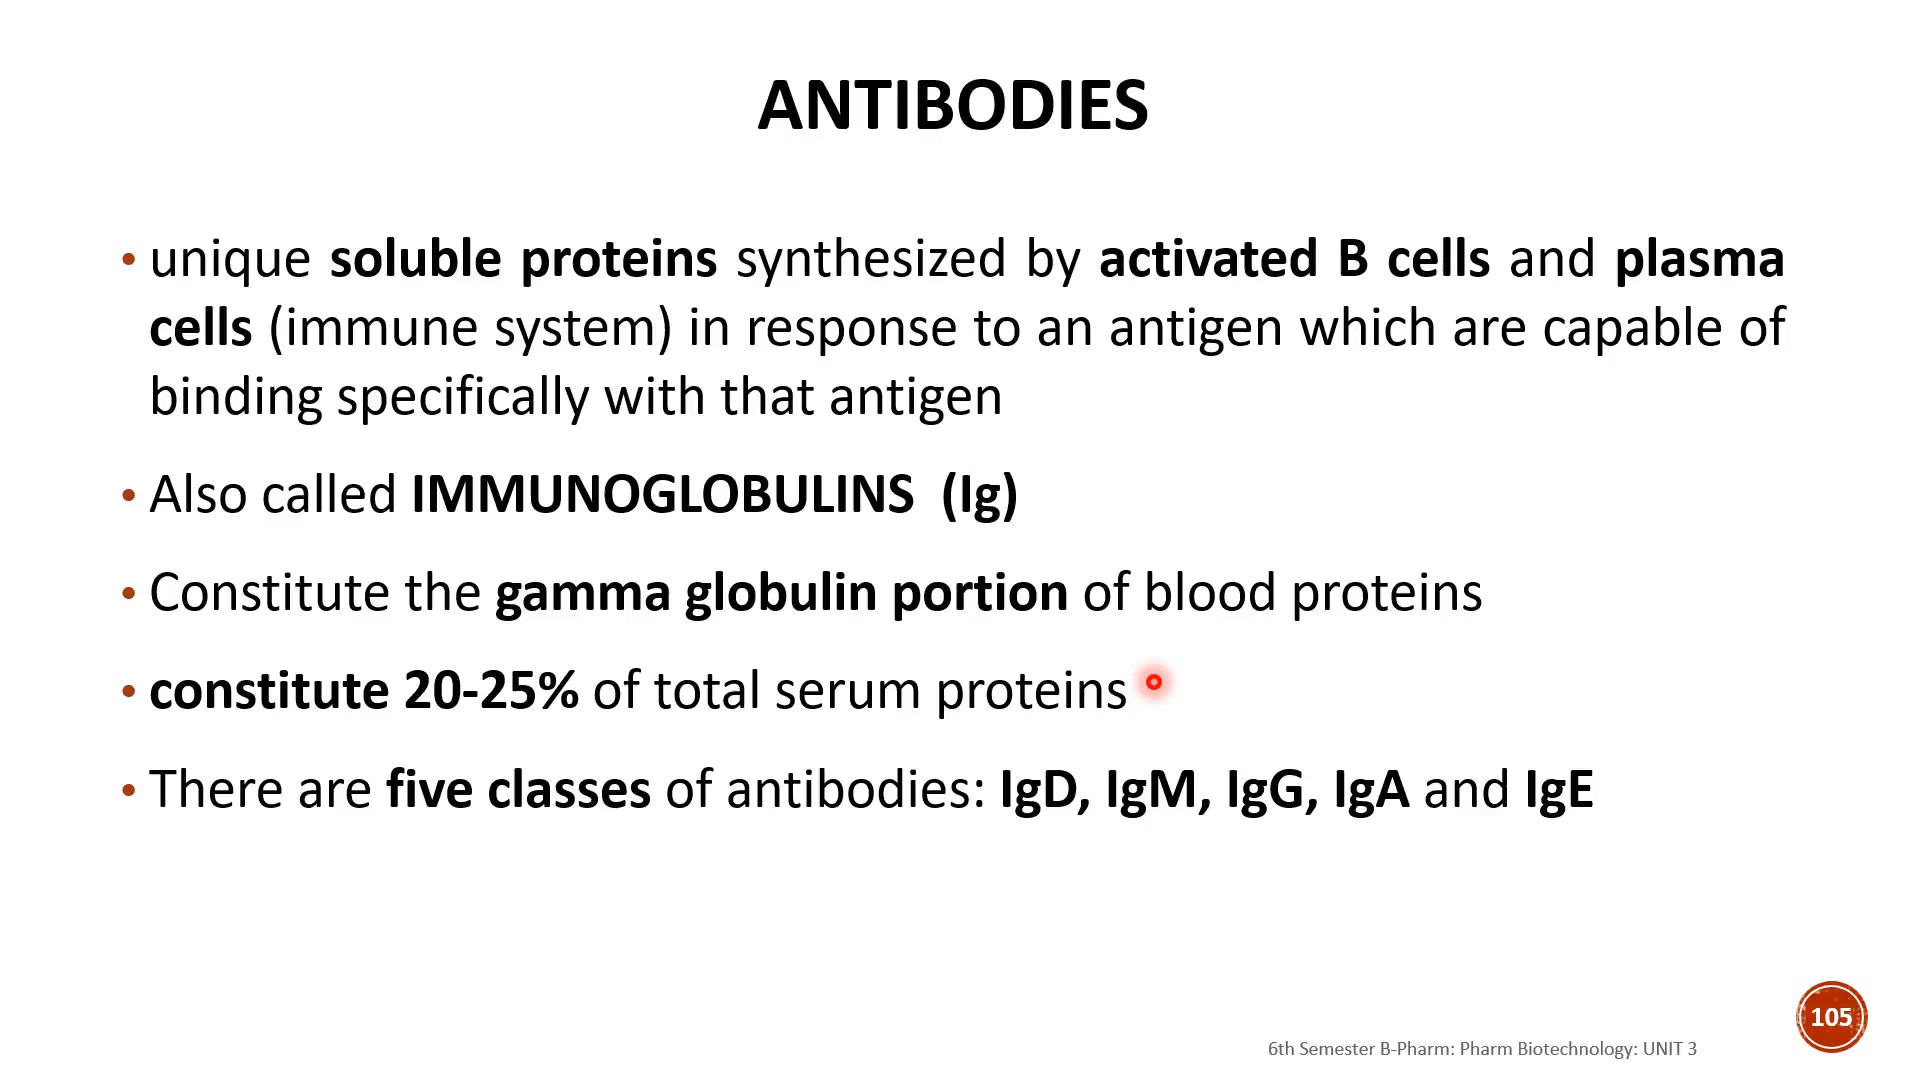 ANTIBODIES
• unique soluble proteins synthesized by activated B cells and plasma
cells (immune system) in response to an antigen which are capable of
binding specifically with that antigen
• Also called IMMUNOGLOBULINS (Ig)
• Constitute the gamma globulin portion of blood proteins
• constitute 20-25% of total serum proteins
• There are five classes of antibodies: IgD, IgM, IgG, IgA and IgE
105
6th Semester B-Pharm: Pharm Biotechnology: UNIT 3